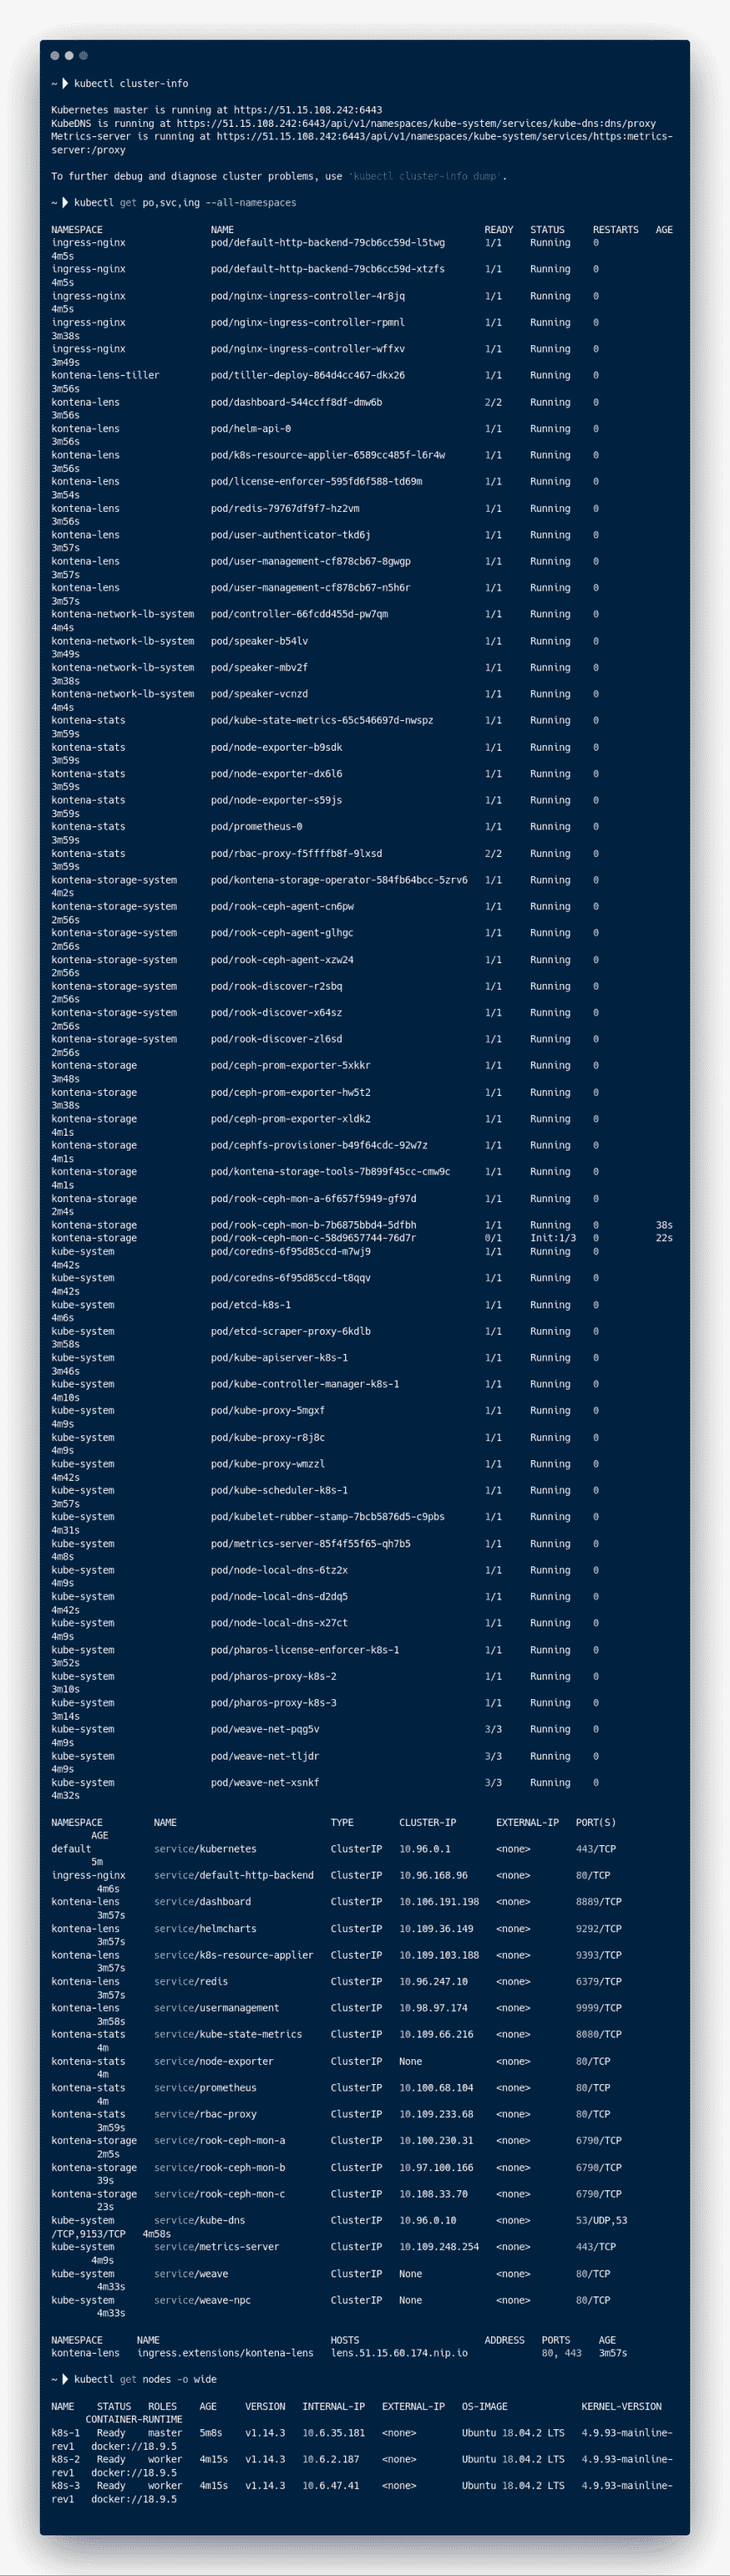 ~ ❯ kubectl cluster-info
Kubernetes master is running at https://51.15.108.242:6443
KubeDNS is running at https://51.15.108.242:6443/api/v1/namespaces/kube-system/services/kube-dns:dns/proxy
Metrics-server is running at https://51.15.108.242:6443/api/v1/namespaces/kube-system/services/https:metrics-
server:/proxy
To further debug and diagnose cluster problems, use 'kubectl cluster-info dump'.
~ ❯ kubectl get po,svc,ing --all-namespaces
NAMESPACE NAME READY STATUS RESTARTS AGE
ingress-nginx pod/default-http-backend-79cb6cc59d-l5twg 1/1 Running 0
4m5s
ingress-nginx pod/default-http-backend-79cb6cc59d-xtzfs 1/1 Running 0
4m5s
ingress-nginx pod/nginx-ingress-controller-4r8jq 1/1 Running 0
4m5s
ingress-nginx pod/nginx-ingress-controller-rpmnl 1/1 Running 0
3m38s
ingress-nginx pod/nginx-ingress-controller-wffxv 1/1 Running 0
3m49s
kontena-lens-tiller pod/tiller-deploy-864d4cc467-dkx26 1/1 Running 0
3m56s
kontena-lens pod/dashboard-544ccff8df-dmw6b 2/2 Running 0
3m56s
kontena-lens pod/helm-api-0 1/1 Running 0
3m56s
kontena-lens pod/k8s-resource-applier-6589cc485f-l6r4w 1/1 Running 0
3m56s
kontena-lens pod/license-enforcer-595fd6f588-td69m 1/1 Running 0
3m54s
kontena-lens pod/redis-79767df9f7-hz2vm 1/1 Running 0
3m56s
kontena-lens pod/user-authenticator-tkd6j 1/1 Running 0
3m57s
kontena-lens pod/user-management-cf878cb67-8gwgp 1/1 Running 0
3m57s
kontena-lens pod/user-management-cf878cb67-n5h6r 1/1 Running 0
3m57s
kontena-network-lb-system pod/controller-66fcdd455d-pw7qm 1/1 Running 0
4m4s
kontena-network-lb-system pod/speaker-b54lv 1/1 Running 0
3m49s
kontena-network-lb-system pod/speaker-mbv2f 1/1 Running 0
3m38s
kontena-network-lb-system pod/speaker-vcnzd 1/1 Running 0
4m4s
kontena-stats pod/kube-state-metrics-65c546697d-nwspz 1/1 Running 0
3m59s
kontena-stats pod/node-exporter-b9sdk 1/1 Running 0
3m59s
kontena-stats pod/node-exporter-dx6l6 1/1 Running 0
3m59s
kontena-stats pod/node-exporter-s59js 1/1 Running 0
3m59s
kontena-stats pod/prometheus-0 1/1 Running 0
3m59s
kontena-stats pod/rbac-proxy-f5ffffb8f-9lxsd 2/2 Running 0
3m59s
kontena-storage-system pod/kontena-storage-operator-584fb64bcc-5zrv6 1/1 Running 0
4m2s
kontena-storage-system pod/rook-ceph-agent-cn6pw 1/1 Running 0
2m56s
kontena-storage-system pod/rook-ceph-agent-glhgc 1/1 Running 0
2m56s
kontena-storage-system pod/rook-ceph-agent-xzw24 1/1 Running 0
2m56s
kontena-storage-system pod/rook-discover-r2sbq 1/1 Running 0
2m56s
kontena-storage-system pod/rook-discover-x64sz 1/1 Running 0
2m56s
kontena-storage-system pod/rook-discover-zl6sd 1/1 Running 0
2m56s
kontena-storage pod/ceph-prom-exporter-5xkkr 1/1 Running 0
3m48s
kontena-storage pod/ceph-prom-exporter-hw5t2 1/1 Running 0
3m38s
kontena-storage pod/ceph-prom-exporter-xldk2 1/1 Running 0
4m1s
kontena-storage pod/cephfs-provisioner-b49f64cdc-92w7z 1/1 Running 0
4m1s
kontena-storage pod/kontena-storage-tools-7b899f45cc-cmw9c 1/1 Running 0
4m1s
kontena-storage pod/rook-ceph-mon-a-6f657f5949-gf97d 1/1 Running 0
2m4s
kontena-storage pod/rook-ceph-mon-b-7b6875bbd4-5dfbh 1/1 Running 0 38s
kontena-storage pod/rook-ceph-mon-c-58d9657744-76d7r 0/1 Init:1/3 0 22s
kube-system pod/coredns-6f95d85ccd-m7wj9 1/1 Running 0
4m42s
kube-system pod/coredns-6f95d85ccd-t8qqv 1/1 Running 0
4m42s
kube-system pod/etcd-k8s-1 1/1 Running 0
4m6s
kube-system pod/etcd-scraper-proxy-6kdlb 1/1 Running 0
3m58s
kube-system pod/kube-apiserver-k8s-1 1/1 Running 0
3m46s
kube-system pod/kube-controller-manager-k8s-1 1/1 Running 0
4m10s
kube-system pod/kube-proxy-5mgxf 1/1 Running 0
4m9s
kube-system pod/kube-proxy-r8j8c 1/1 Running 0
4m9s
kube-system pod/kube-proxy-wmzzl 1/1 Running 0
4m42s
kube-system pod/kube-scheduler-k8s-1 1/1 Running 0
3m57s
kube-system pod/kubelet-rubber-stamp-7bcb5876d5-c9pbs 1/1 Running 0
4m31s
kube-system pod/metrics-server-85f4f55f65-qh7b5 1/1 Running 0
4m8s
kube-system pod/node-local-dns-6tz2x 1/1 Running 0
4m9s
kube-system pod/node-local-dns-d2dq5 1/1 Running 0
4m42s
kube-system pod/node-local-dns-x27ct 1/1 Running 0
4m9s
kube-system pod/pharos-license-enforcer-k8s-1 1/1 Running 0
3m52s
kube-system pod/pharos-proxy-k8s-2 1/1 Running 0
3m10s
kube-system pod/pharos-proxy-k8s-3 1/1 Running 0
3m14s
kube-system pod/weave-net-pqg5v 3/3 Running 0
4m9s
kube-system pod/weave-net-tljdr 3/3 Running 0
4m9s
kube-system pod/weave-net-xsnkf 3/3 Running 0
4m32s
NAMESPACE NAME TYPE CLUSTER-IP EXTERNAL-IP PORT(S)
AGE
default service/kubernetes ClusterIP 10.96.0.1 <none> 443/TCP
5m
ingress-nginx service/default-http-backend ClusterIP 10.96.168.96 <none> 80/TCP
4m6s
kontena-lens service/dashboard ClusterIP 10.106.191.198 <none> 8889/TCP
3m57s
kontena-lens service/helmcharts ClusterIP 10.109.36.149 <none> 9292/TCP
3m57s
kontena-lens service/k8s-resource-applier ClusterIP 10.109.103.188 <none> 9393/TCP
3m57s
kontena-lens service/redis ClusterIP 10.96.247.10 <none> 6379/TCP
3m57s
kontena-lens service/usermanagement ClusterIP 10.98.97.174 <none> 9999/TCP
3m58s
kontena-stats service/kube-state-metrics ClusterIP 10.109.66.216 <none> 8080/TCP
4m
kontena-stats service/node-exporter ClusterIP None <none> 80/TCP
4m
kontena-stats service/prometheus ClusterIP 10.100.68.104 <none> 80/TCP
4m
kontena-stats service/rbac-proxy ClusterIP 10.109.233.68 <none> 80/TCP
3m59s
kontena-storage service/rook-ceph-mon-a ClusterIP 10.100.230.31 <none> 6790/TCP
2m5s
kontena-storage service/rook-ceph-mon-b ClusterIP 10.97.100.166 <none> 6790/TCP
39s
kontena-storage service/rook-ceph-mon-c ClusterIP 10.108.33.70 <none> 6790/TCP
23s
kube-system service/kube-dns ClusterIP 10.96.0.10 <none> 53/UDP,53
/TCP,9153/TCP 4m58s
kube-system service/metrics-server ClusterIP 10.109.248.254 <none> 443/TCP
4m9s
kube-system service/weave ClusterIP None <none> 80/TCP
4m33s
kube-system service/weave-npc ClusterIP None <none> 80/TCP
4m33s
NAMESPACE NAME HOSTS ADDRESS PORTS AGE
kontena-lens ingress.extensions/kontena-lens lens.51.15.60.174.nip.io 80, 443 3m57s
~ ❯ kubectl get nodes -o wide
NAME STATUS ROLES AGE VERSION INTERNAL-IP EXTERNAL-IP OS-IMAGE KERNEL-VERSION
CONTAINER-RUNTIME
k8s-1 Ready master 5m8s v1.14.3 10.6.35.181 <none> Ubuntu 18.04.2 LTS 4.9.93-mainline-
rev1 docker://18.9.5
k8s-2 Ready worker 4m15s v1.14.3 10.6.2.187 <none> Ubuntu 18.04.2 LTS 4.9.93-mainline-
rev1 docker://18.9.5
k8s-3 Ready worker 4m15s v1.14.3 10.6.47.41 <none> Ubuntu 18.04.2 LTS 4.9.93-mainline-
rev1 docker://18.9.5